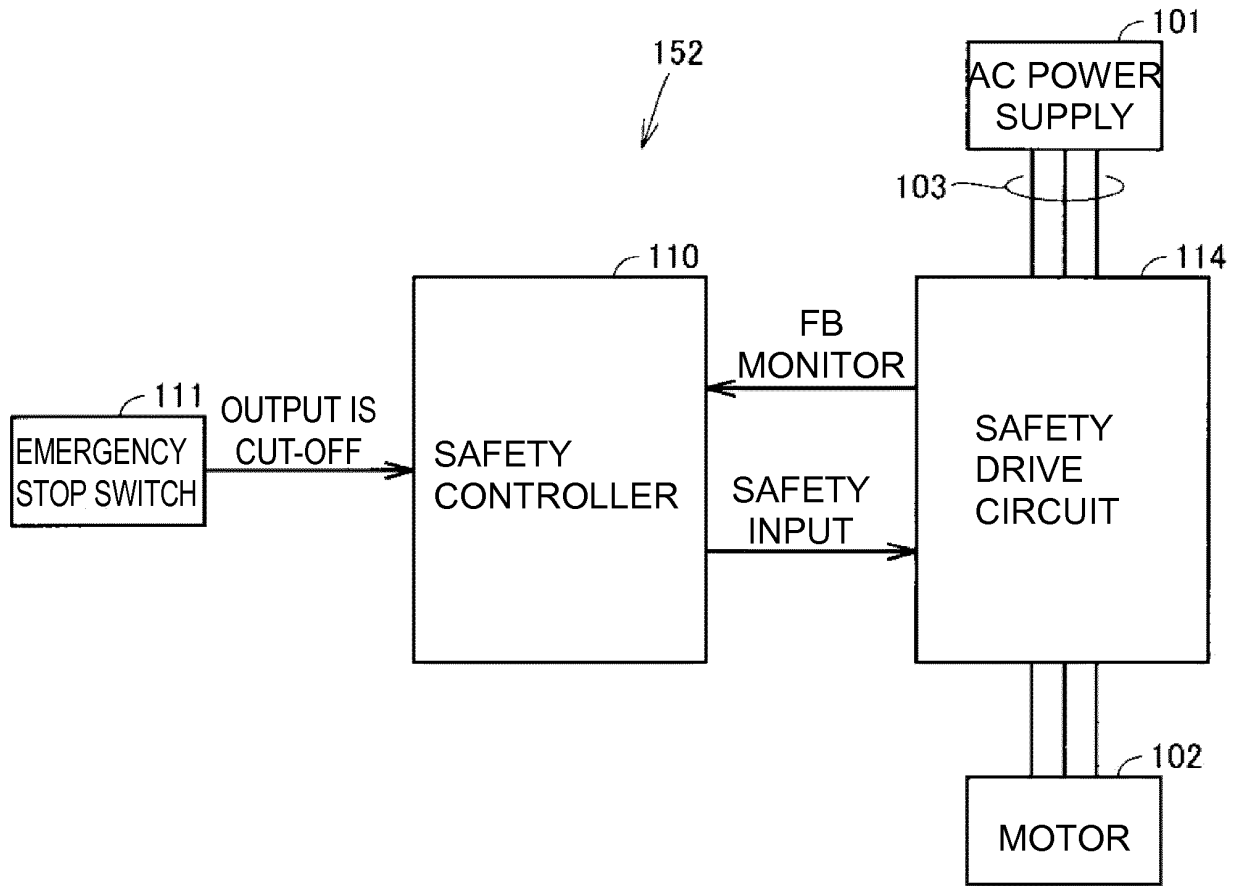 152
101
AC POWER
SUPPLY
103
110
114
FB
MONITOR
111
OUTPUT IS
CUT-OFF
EMERGENCY
STOP SWITCH
SAFETY
CONTROLLER
SAFETY
INPUT
SAFETY
DRIVE
CIRCUIT
102
MOTOR